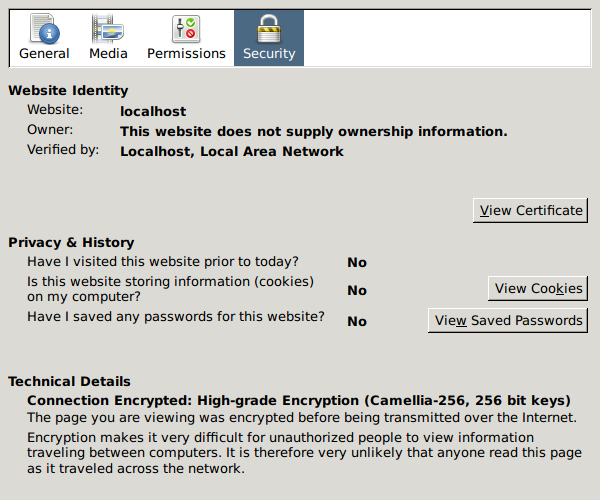 General Media Permissions Security
Website Identity
Website: localhost
Owner: This website does not supply ownership information.
Verified by: Localhost, Local Area Network
View Certificate
Privacy & History
Have I visited this website prior to today? No
Is this website storing information (cookies)
on my computer? No
View Cookies
Have I saved any passwords for this website? No
View Saved Passwords
Technical Details
Connection Encrypted: High-grade Encryption (Camellia-256, 256 bit keys)
The page you are viewing was encrypted before being transmitted over the Internet.
Encryption makes it very difficult for unauthorized people to view information
traveling between computers. It is therefore very unlikely that anyone read this page
as it traveled across the network.